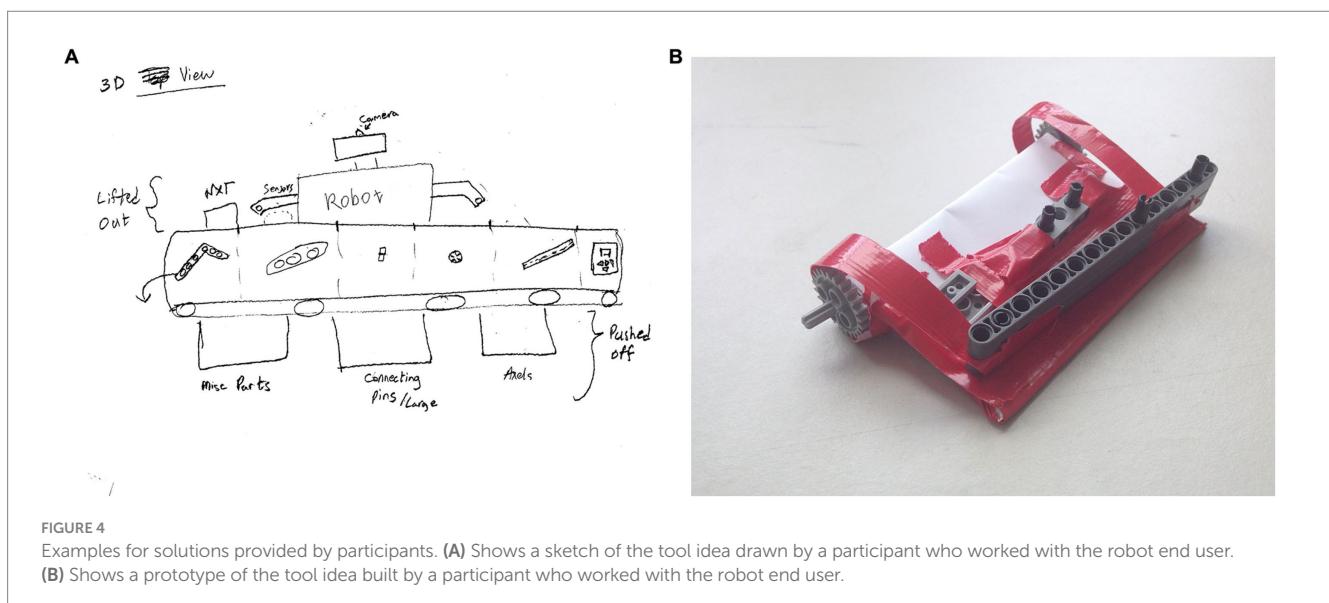 A
3D View
Camera
Lifted
Out
NXT
Sensors
Robot
Pushed
off
Misc Parts
Connecting
Pins
/Large
Axels
B
FIGURE 4
Examples for solutions provided by participants. (A) Shows a sketch of the tool idea drawn by a participant who worked with the robot end user.
(B) Shows a prototype of the tool idea built by a participant who worked with the robot end user.